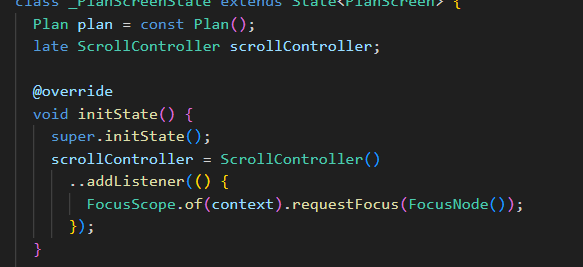 class _PlanScreenState extends State<PlanScreen> {
Plan plan = const Plan();
late ScrollController scrollController;
@override
void initState() {
super.initState();
scrollController = ScrollController()
..addListener(() {
FocusScope.of(context).requestFocus(FocusNode());
});
}